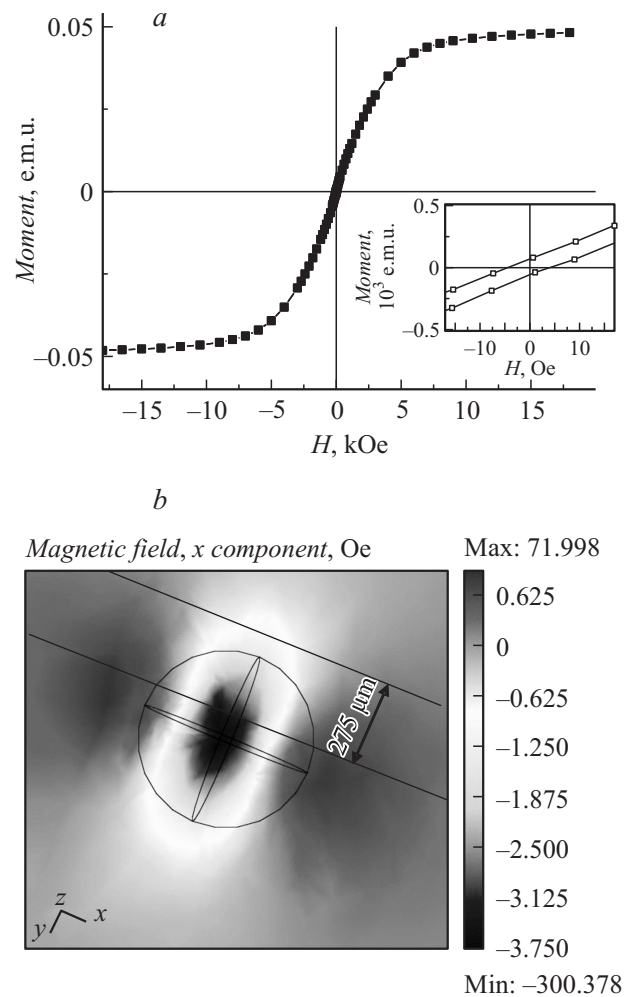 a
0.05
0
−0.05
Moment, e.m.u.
−15 −10 −5 0 5 10 15
H, kOe
0.5
0
−0.5
Moment,
10³ e.m.u.
−10 0 10
H, Oe
b
Magnetic field, x component, Oe
Max: 71.998
0.625
0
−0.625
−1.250
−1.875
−2.500
−3.125
−3.750
Min: −300.378
275 μm
z
y x